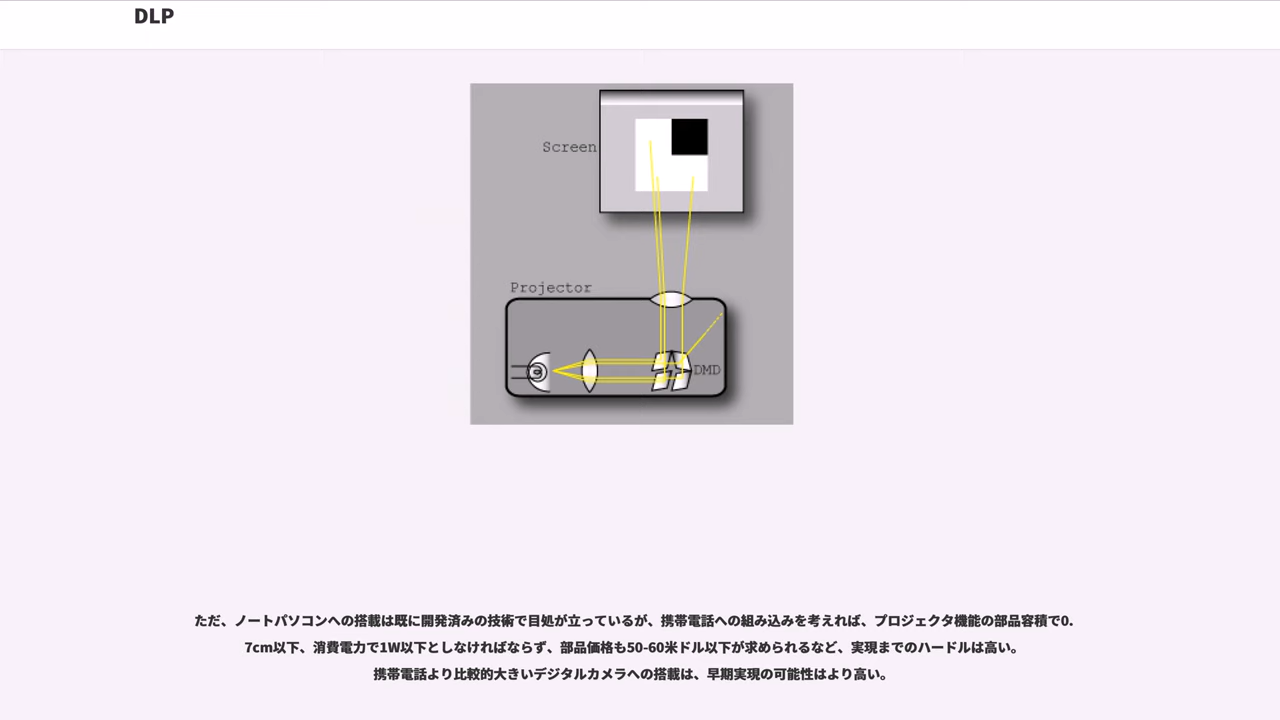 DLP
Screen
Projector
DMD
ただ、ノートパソコンへの搭載は既に開発済みの技術で目処が立っているが、携帯電話への組み込みを考えれば、プロジェクタ機能の部品容積で0.
7cm以下、消費電力で1W以下としなければならず、部品価格も50-60米ドル以下が求められるなど、実現までのハードルは高い。
携帯電話より比較的大きいデジタルカメラへの搭載は、早期実現の可能性はより高い。